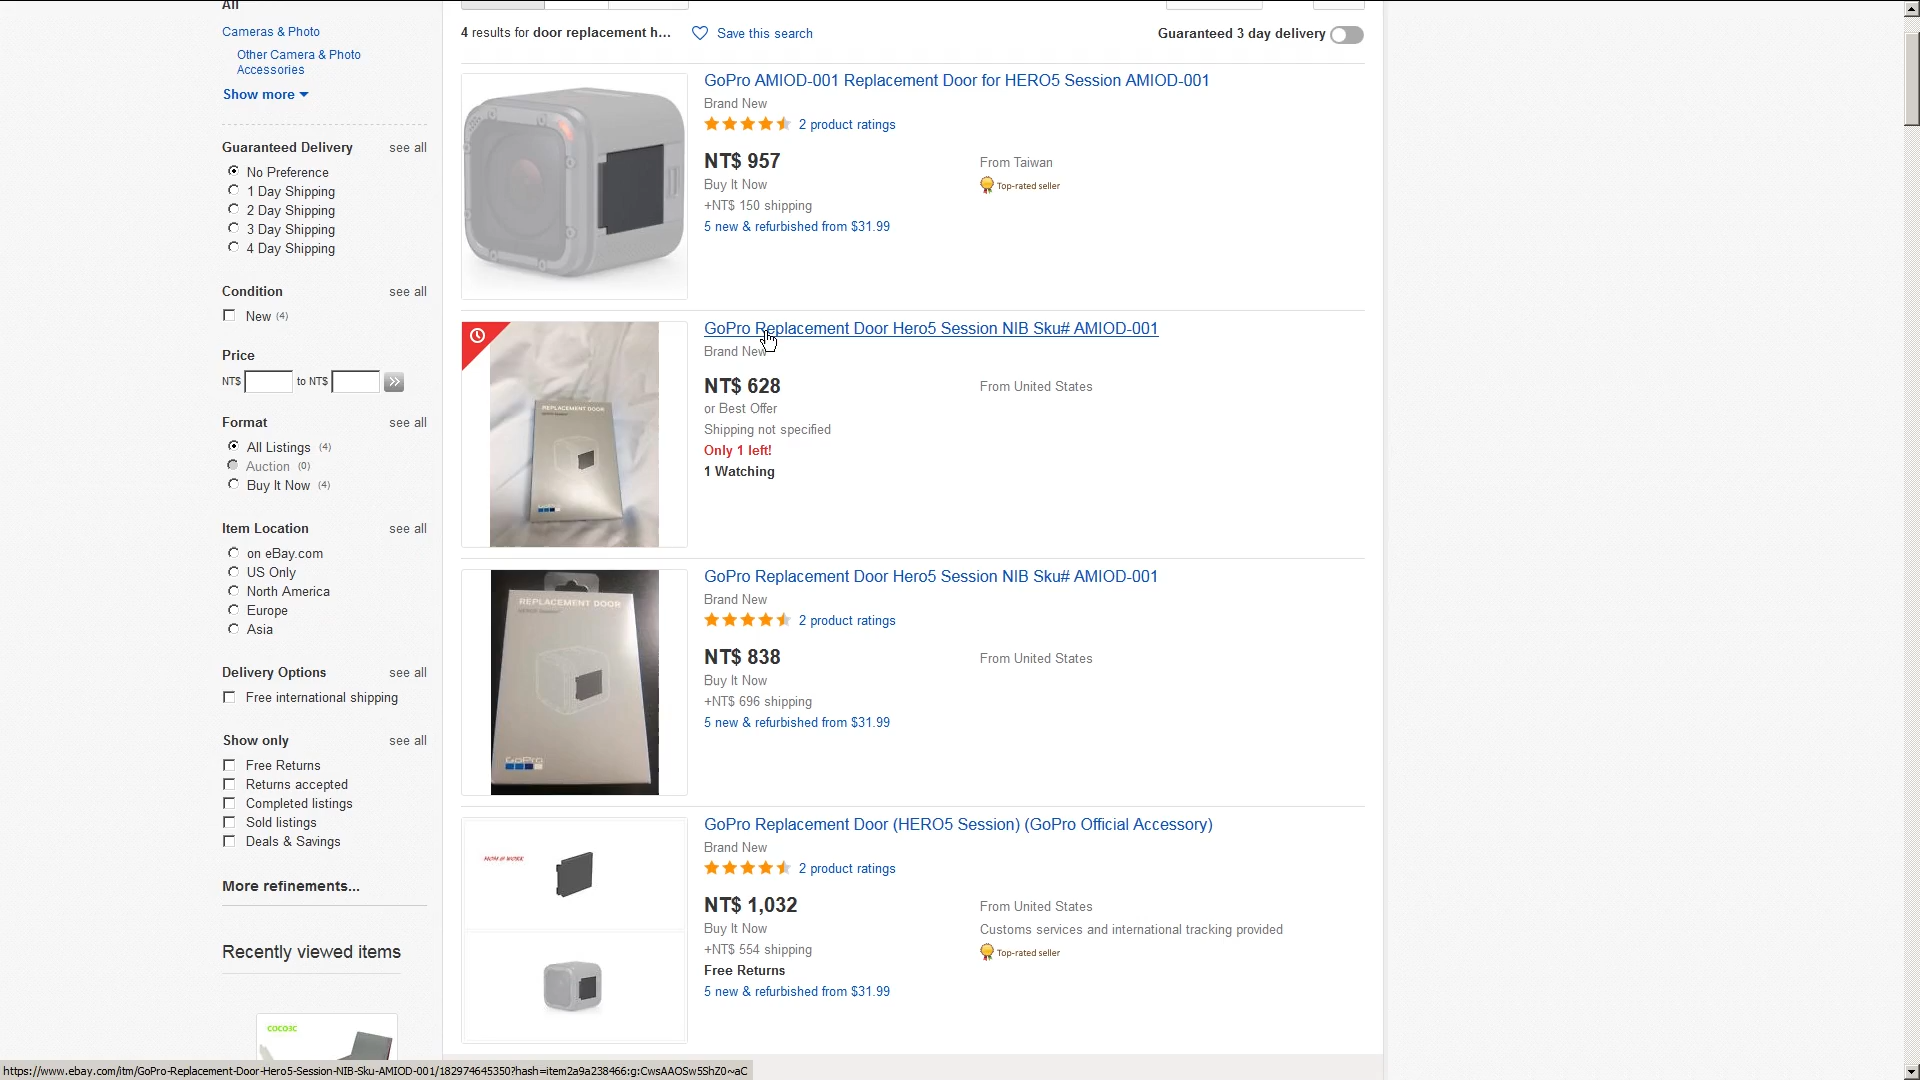 All
Cameras & Photo
Other Camera & Photo
Accessories
Show more
Guaranteed Delivery see all
No Preference
1 Day Shipping
2 Day Shipping
3 Day Shipping
4 Day Shipping
Condition see all
New (4)
Price
NT$ to NT$
Format see all
All Listings (4)
Auction (0)
Buy It Now (4)
Item Location see all
on eBay.com
US Only
North America
Europe
Asia
Delivery Options see all
Free international shipping
Show only see all
Free Returns
Returns accepted
Completed listings
Sold listings
Deals & Savings
More refinements...
Recently viewed items
COCO3C
4 results for door replacement h... Save this search Guaranteed 3 day delivery
GoPro AMIOD-001 Replacement Door for HERO5 Session AMIOD-001
Brand New
2 product ratings
NT$ 957 From Taiwan
Buy It Now Top-rated seller
+NT$ 150 shipping
5 new & refurbished from $31.99
REPLACEMENT DOOR
GoPro Replacement Door Hero5 Session NIB Sku# AMIOD-001
Brand New
NT$ 628 From United States
or Best Offer
Shipping not specified
Only 1 left!
1 Watching
REPLACEMENT DOOR
GoPro
GoPro Replacement Door Hero5 Session NIB Sku# AMIOD-001
Brand New
2 product ratings
NT$ 838 From United States
Buy It Now
+NT$ 696 shipping
5 new & refurbished from $31.99
GoPro Replacement Door (HERO5 Session) (GoPro Official Accessory)
Brand New
2 product ratings
NT$ 1,032 From United States
Buy It Now Customs services and international tracking provided
+NT$ 554 shipping Top-rated seller
Free Returns
5 new & refurbished from $31.99
https://www.ebay.com/itm/GoPro-Replacement-Door-Hero5-Session-NIB-Sku-AMIOD-001/182974645350?hash=item2a9a238466:g:CwsAAOSw5ShZ0~aC